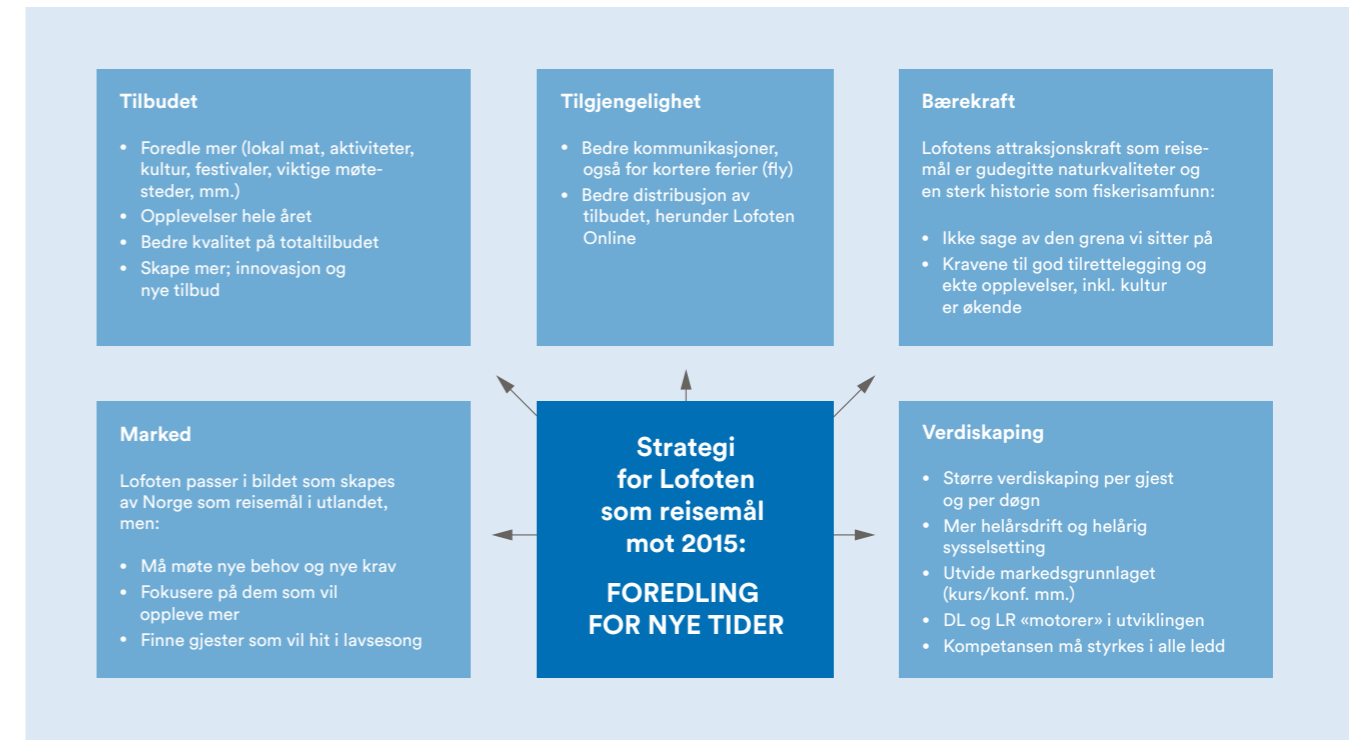 Tilbudet
• Foredle mer (lokal mat, aktiviteter,
kultur, festivaler, viktige møte-
steder, mm.)
• Opplevelser hele året
• Bedre kvalitet på totaltilbudet
• Skape mer; innovasjon og
nye tilbud
Tilgjengelighet
• Bedre kommunikasjoner,
også for kortere ferier (fly)
• Bedre distribusjon av
tilbudet, herunder Lofoten
Online
Bærekraft
Lofotens attraksjonskraft som reise-
mål er gudegitte naturkvaliteter og
en sterk historie som fiskerisamfunn:
• Ikke sage av den grena vi sitter på
• Kravene til god tilrettelegging og
ekte opplevelser, inkl. kultur
er økende
Marked
Lofoten passer i bildet som skapes
av Norge som reisemål i utlandet,
men:
• Må møte nye behov og nye krav
• Fokusere på dem som vil
oppleve mer
• Finne gjester som vil hit i lavsesong
Strategi
for Lofoten
som reisemål
mot 2015:
FOREDLING
FOR NYE TIDER
Verdiskaping
• Større verdiskaping per gjest
og per døgn
• Mer helårsdrift og helårig
sysselsetting
• Utvide markedsgrunnlaget
(kurs/konf. mm.)
• DL og LR «motorer» i utviklingen
• Kompetansen må styrkes i alle ledd